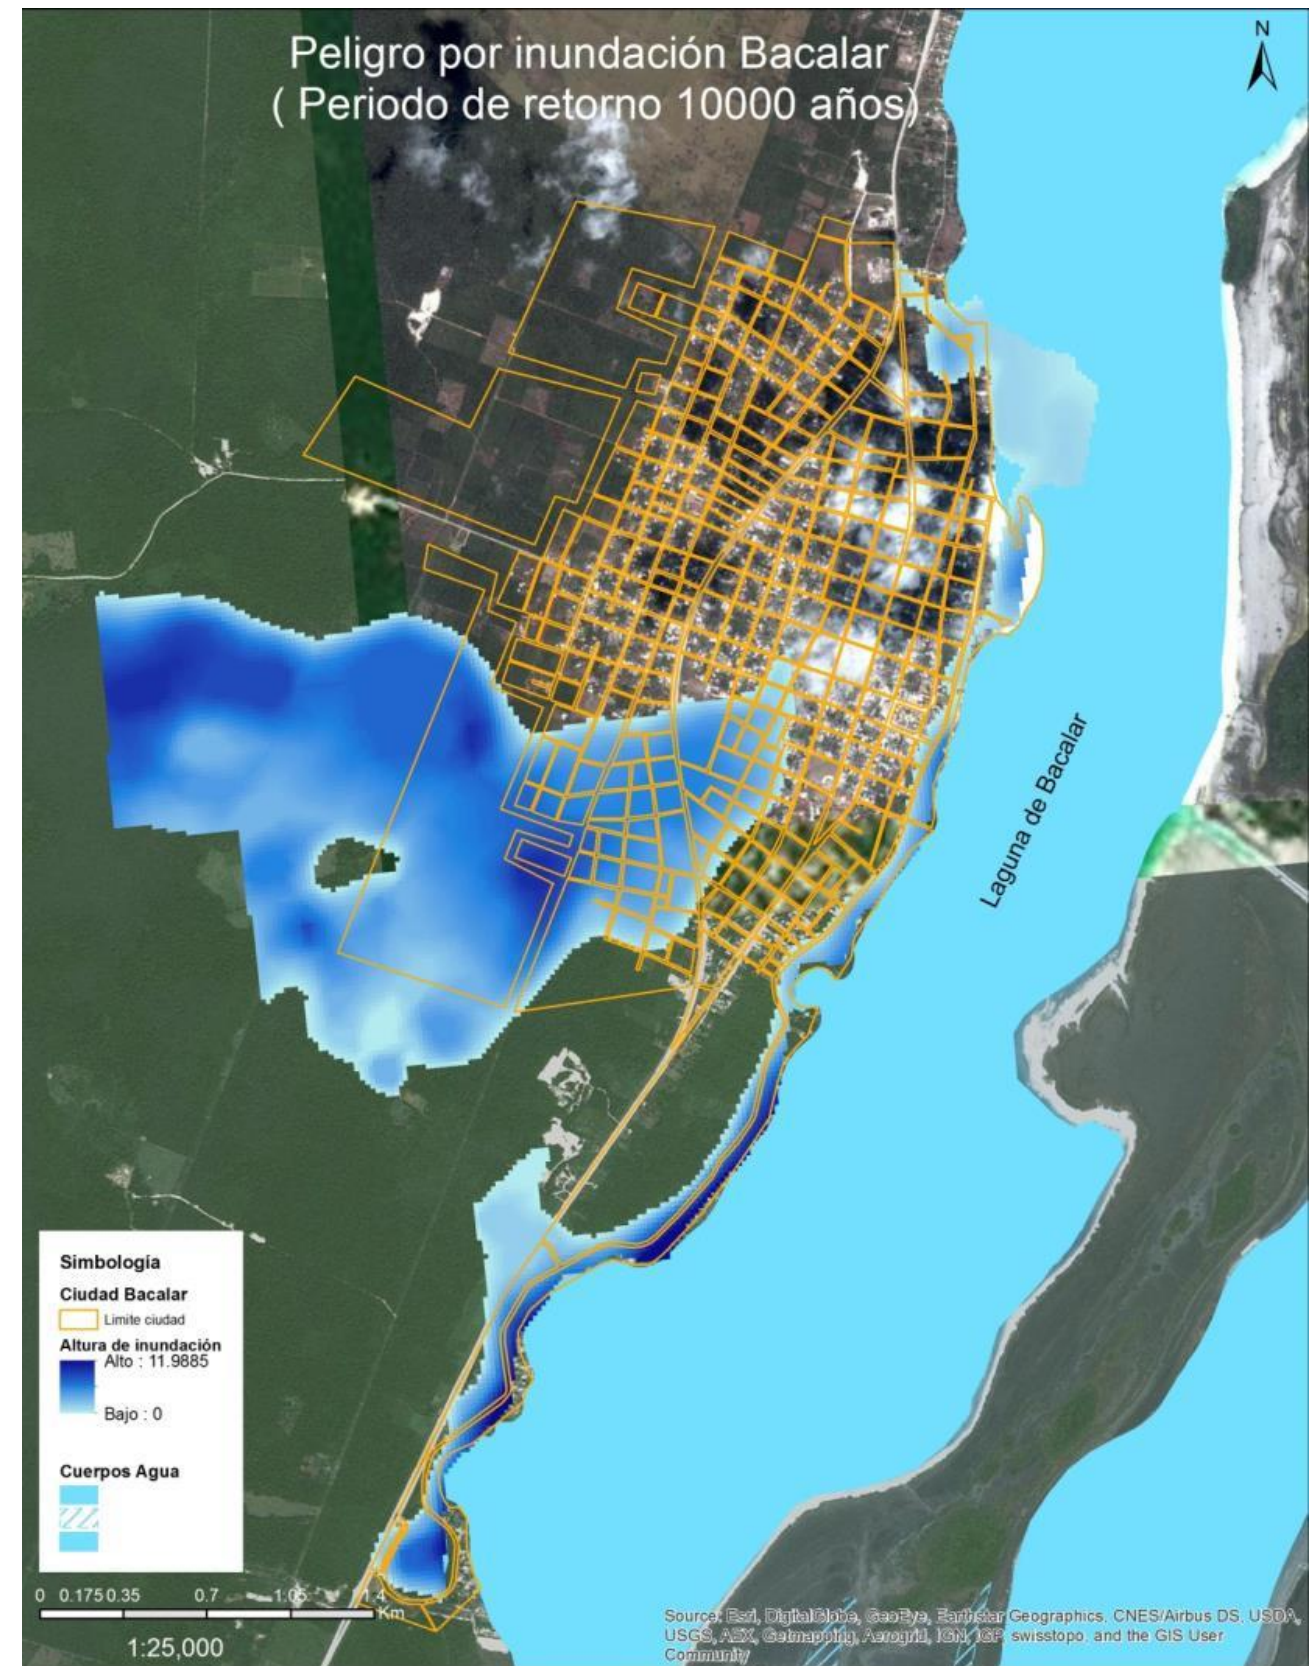 Peligro por inundación Bacalar
( Periodo de retorno 10000 años)
N
Laguna de Bacalar
Simbología
Ciudad Bacalar
Limite ciudad
Altura de inundación
Alto : 11.9885
Bajo : 0
Cuerpos Agua
0 0.175 0.35 0.7 1.05 1.4
Km
1:25,000
Source: Esri, DigitalGlobe, GeoEye, Earthstar Geographics, CNES/Airbus DS, USDA,
USGS, AEX, Getmapping, Aerogrid, IGN, IGP, swisstopo, and the GIS User
Community